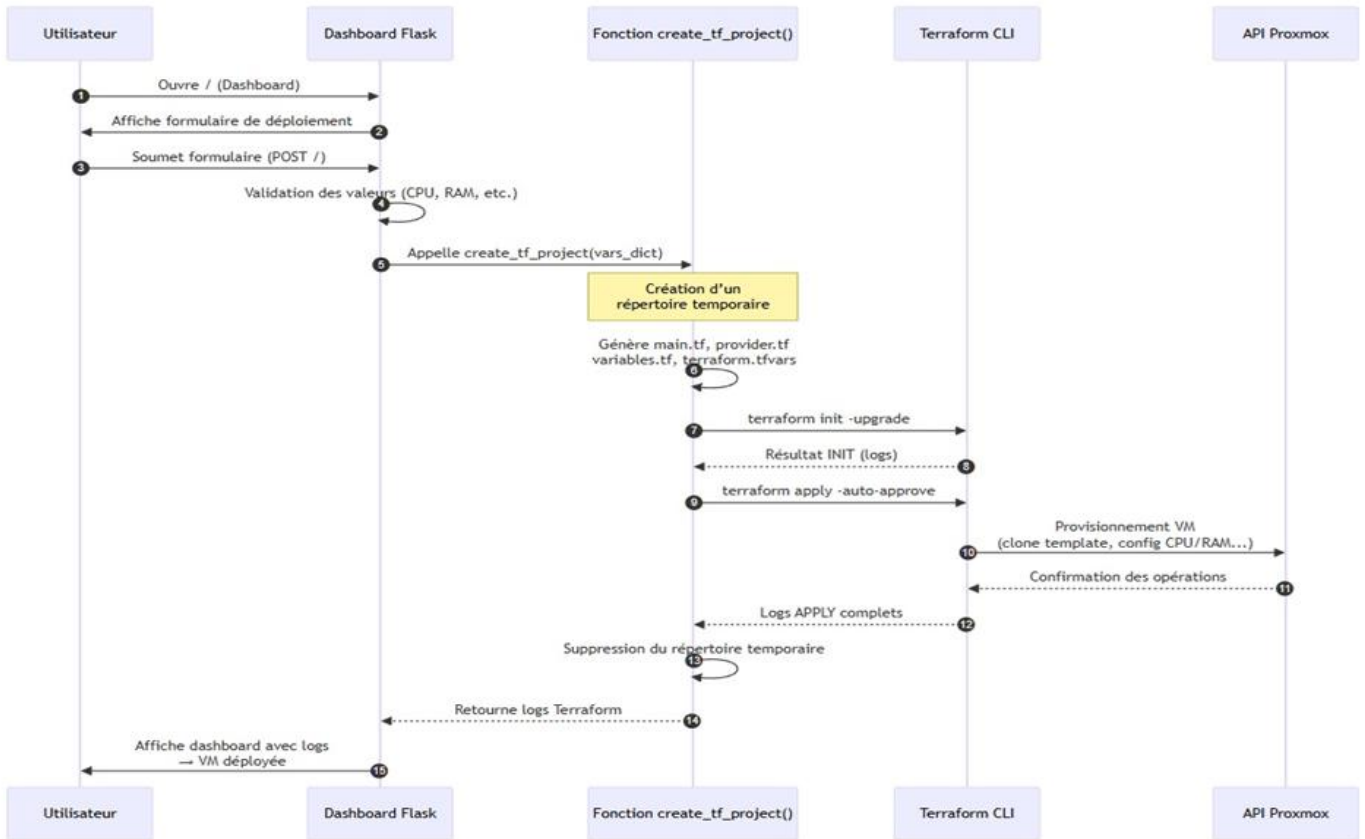 Utilisateur
Dashboard Flask
Fonction create_tf_project()
Terraform CLI
API Proxmox
Ouvre / (Dashboard)
1
Affiche formulaire de déploiement
2
Soumet formulaire (POST /)
3
Validation des valeurs (CPU, RAM, etc.)
4
Appelle create_tf_project(vars_dict)
5
Création d'un
répertoire temporaire
Génère main.tf, provider.tf
variables.tf, terraform.tfvars
6
terraform init -upgrade
7
Résultat INIT (logs)
8
terraform apply -auto-approve
9
Provisionnement VM
(clone template, config CPU/RAM...)
10
Confirmation des opérations
11
Logs APPLY complets
12
Suppression du répertoire temporaire
13
Retourne logs Terraform
14
Affiche dashboard avec logs
→ VM déployée
15
Utilisateur
Dashboard Flask
Fonction create_tf_project()
Terraform CLI
API Proxmox